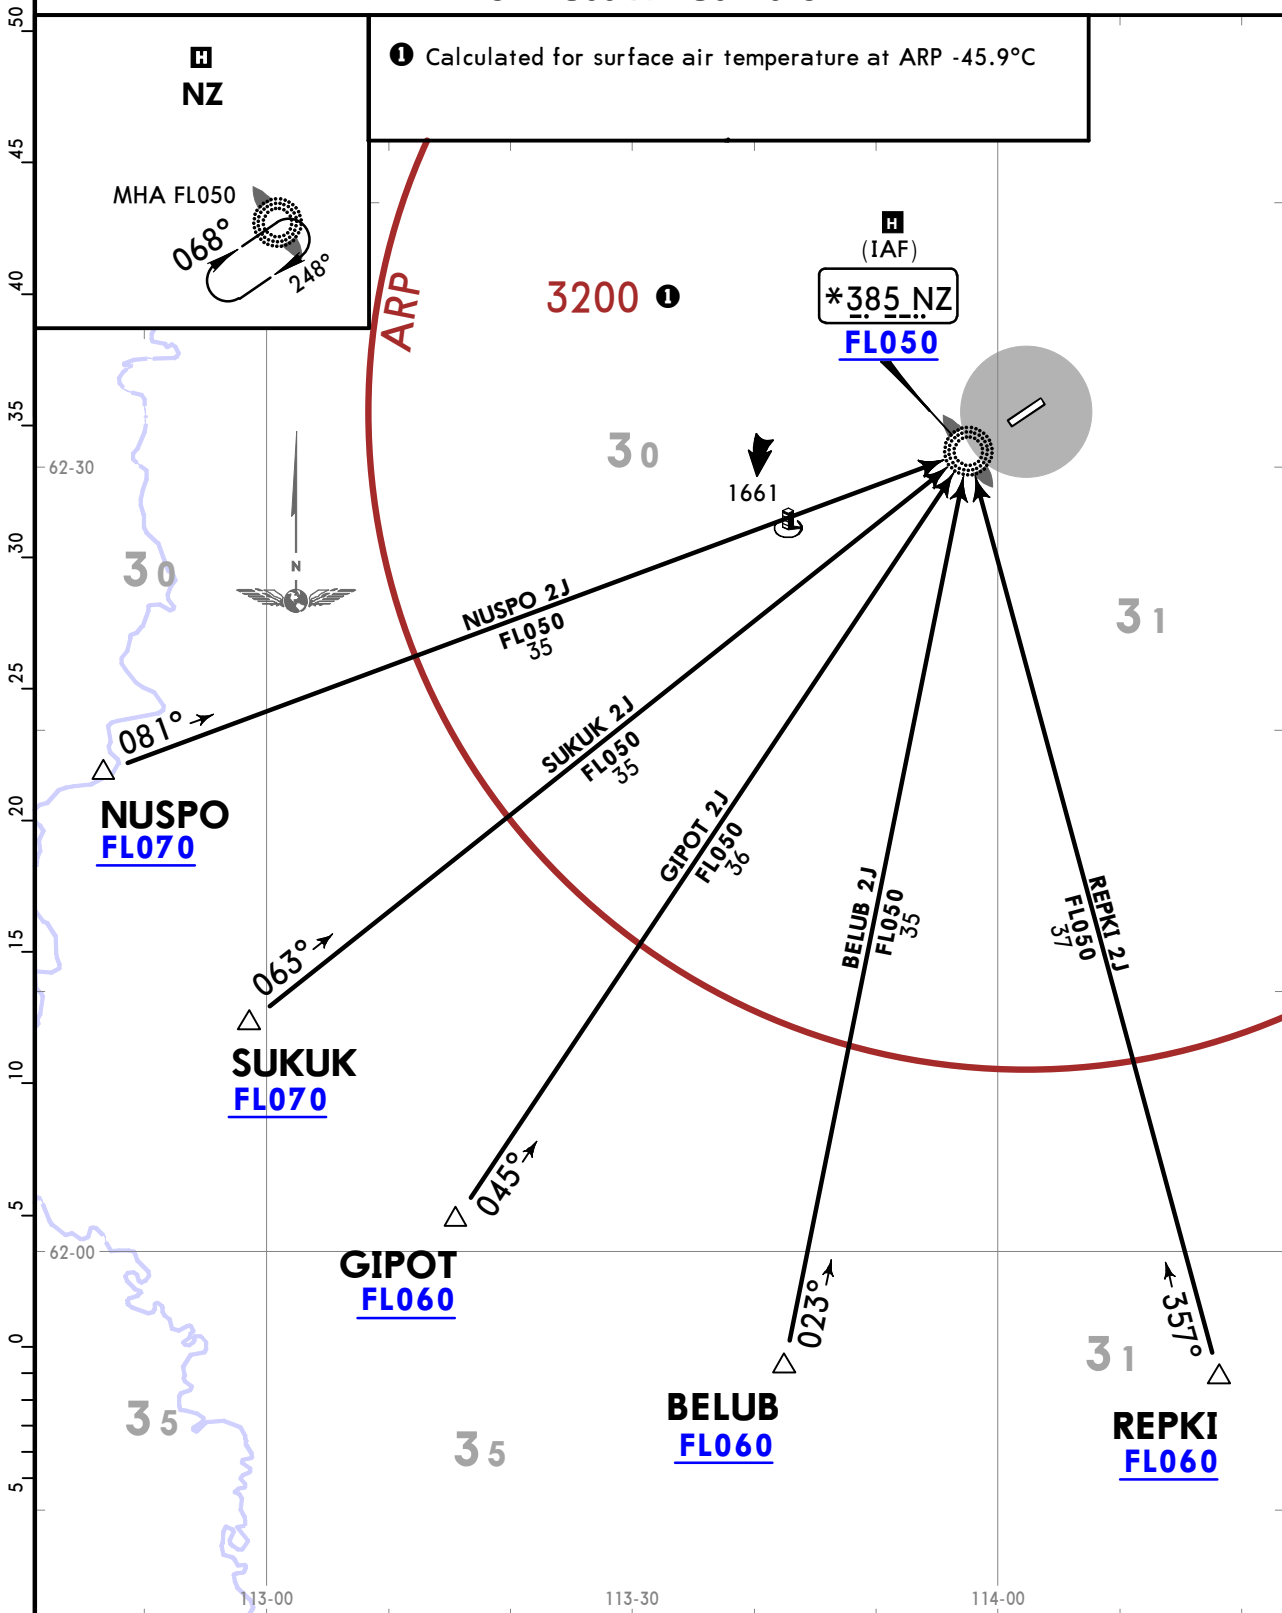 ❶ Calculated for surface air temperature at ARP -45.9°C
H
NZ
MHA FL050
068°
248°
ARP
3200 ❶
H
(IAF)
*385 NZ
FL050
30
1661
L
62-30
30
N
31
NUSPO 2J
FL050
35
081°
NUSPO
FL070
SUKUK 2J
FL050
35
063°
SUKUK
FL070
GIPOT 2J
FL050
36
045°
GIPOT
FL060
BELUB 2J
FL050
35
023°
BELUB
FL060
REPKI 2J
FL050
37
357°
REPKI
FL060
62-00
31
35
35
113-00
113-30
114-00
50
45
40
35
30
25
20
15
10
5
0
5